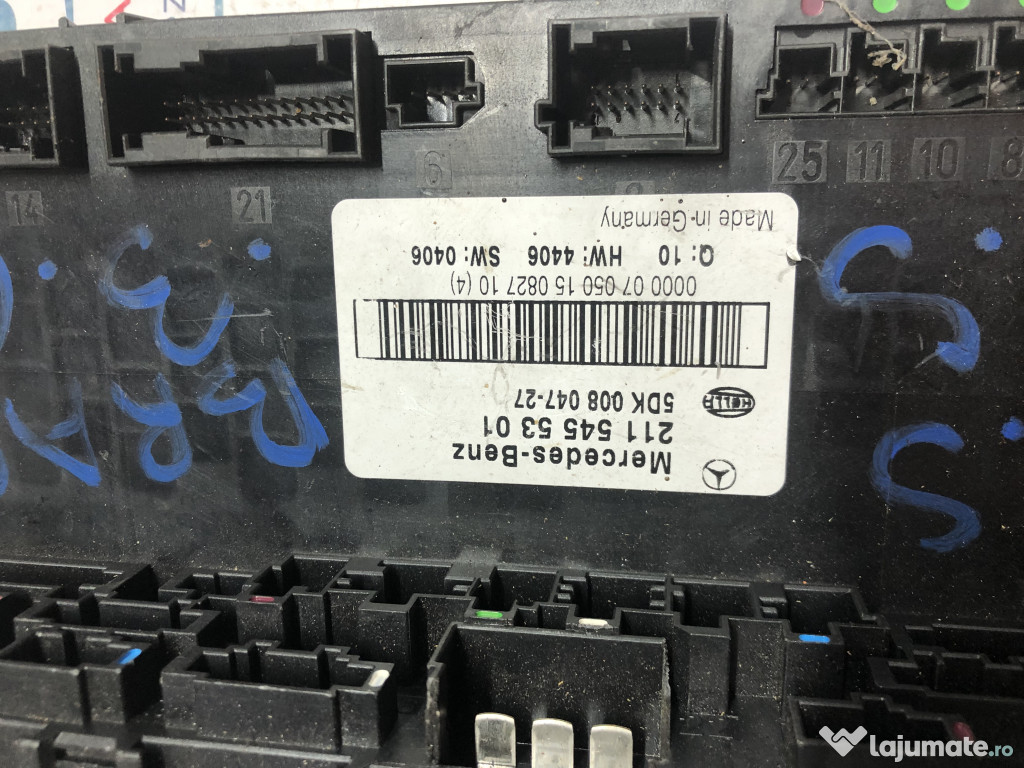 Mercedes-Benz
211 545 53 01
HELLA
5DK 008 047-27
0000 07 050 15 0827 10 (4)
Q: 10 HW: 4406 SW: 0406
Made in Germany
14
21
6
25
11
10
8
lajumate.ro